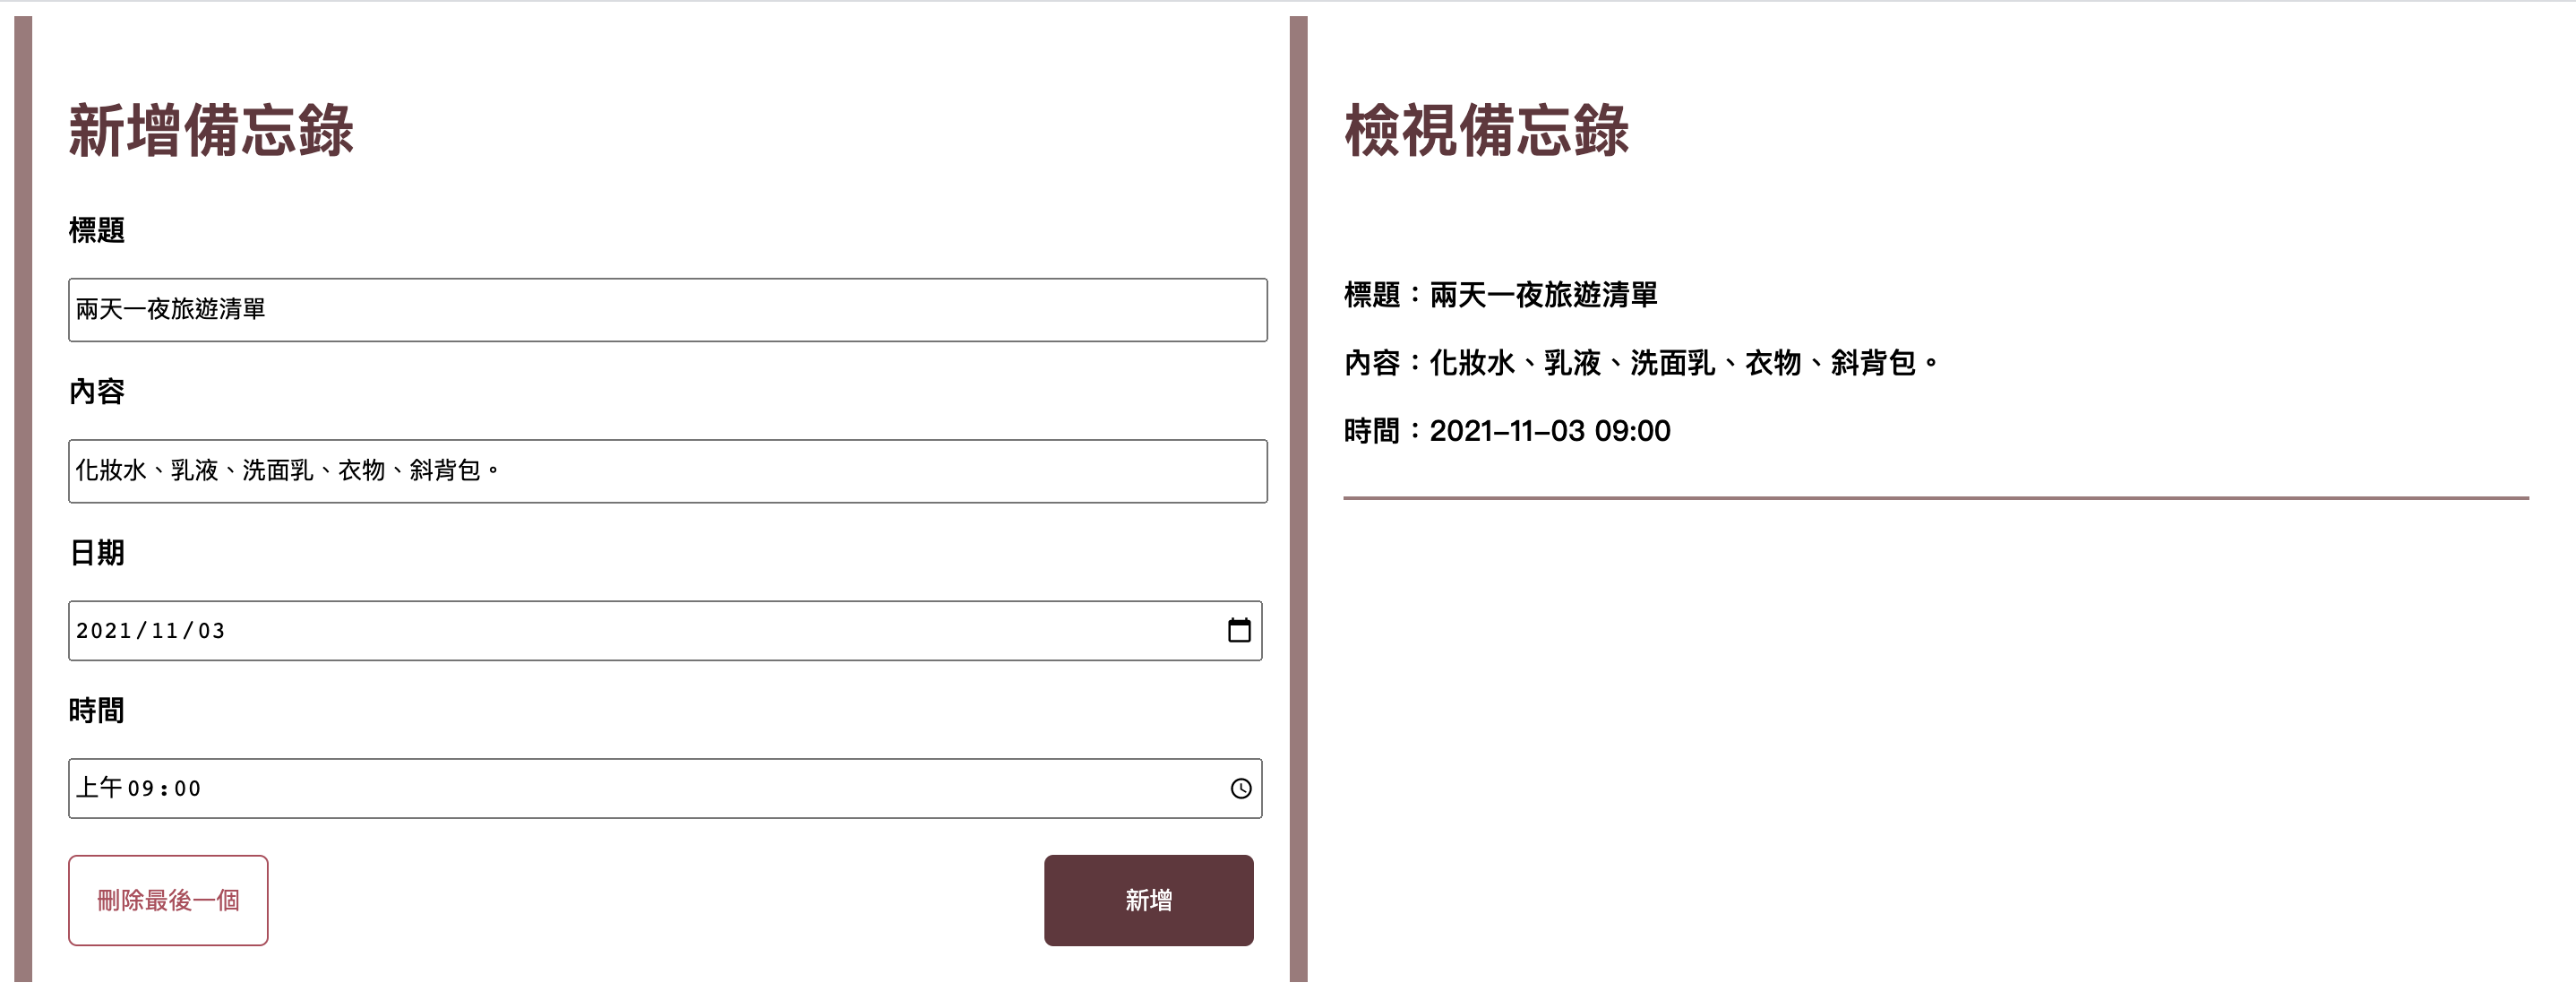 新增備忘錄
標題
兩天一夜旅遊清單
內容
化妝水、乳液、洗面乳、衣物、斜背包。
日期
2021/11/03
時間
上午 09:00
刪除最後一個
新增
檢視備忘錄
標題：兩天一夜旅遊清單
內容：化妝水、乳液、洗面乳、衣物、斜背包。
時間：2021-11-03 09:00